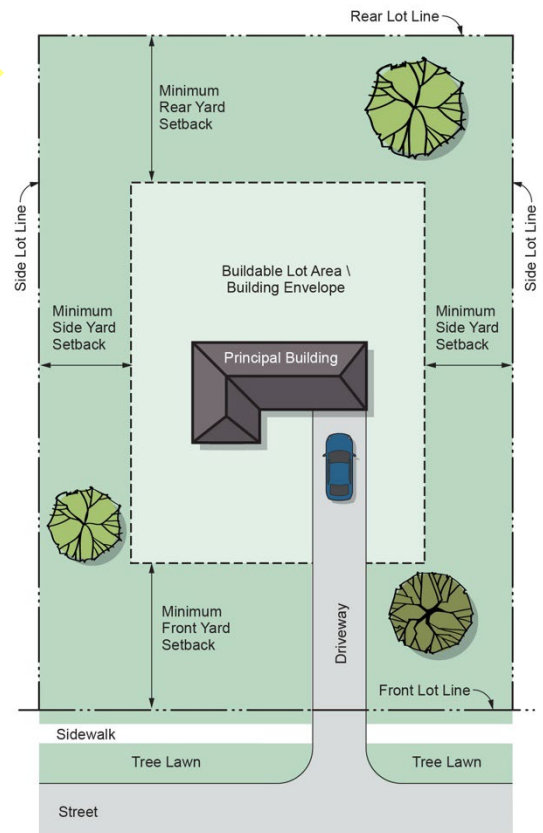 Rear Lot Line
Minimum
Rear Yard
Setback
Side Lot Line
Side Lot Line
Buildable Lot Area \
Building Envelope
Minimum
Side Yard
Setback
Minimum
Side Yard
Setback
Principal Building
Minimum
Front Yard
Setback
Driveway
Front Lot Line
Sidewalk
Tree Lawn
Tree Lawn
Street